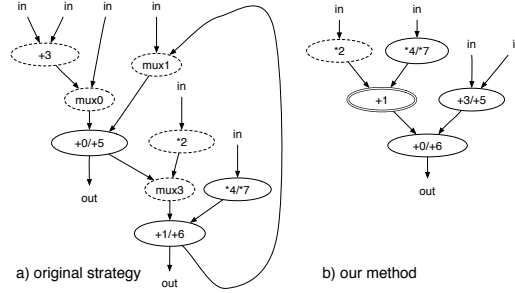 in in in in
+3
mux1
mux0
in
+0/+5
*2
in
out
mux3
*4/*7
+1/+6
out
a) original strategy
in in
*2
*4/*7
in
+1
+3/+5
+0/+6
out
b) our method